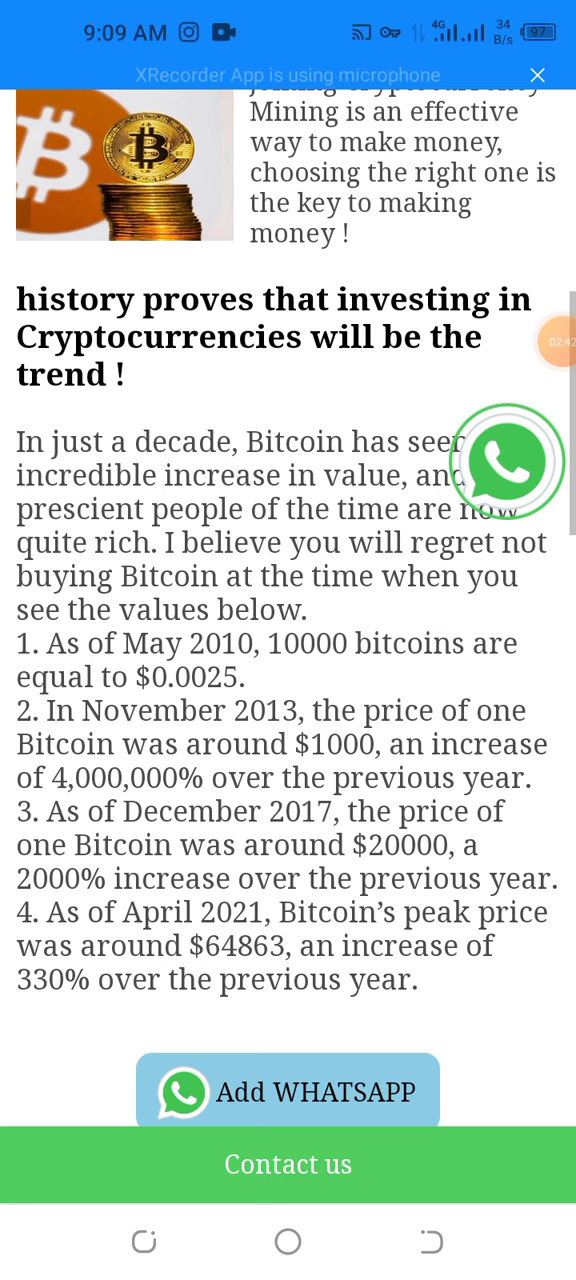 9:09 AM 4G 34 B/s 97
XRecorder App is using microphone
Joining Cryptocurrency
Mining is an effective
way to make money,
choosing the right one is
the key to making
money !
history proves that investing in
Cryptocurrencies will be the
trend !
02:42
In just a decade, Bitcoin has seen
incredible increase in value, and
prescient people of the time are now
quite rich. I believe you will regret not
buying Bitcoin at the time when you
see the values below.
1. As of May 2010, 10000 bitcoins are
equal to $0.0025.
2. In November 2013, the price of one
Bitcoin was around $1000, an increase
of 4,000,000% over the previous year.
3. As of December 2017, the price of
one Bitcoin was around $20000, a
2000% increase over the previous year.
4. As of April 2021, Bitcoin’s peak price
was around $64863, an increase of
330% over the previous year.
Add WHATSAPP
Contact us